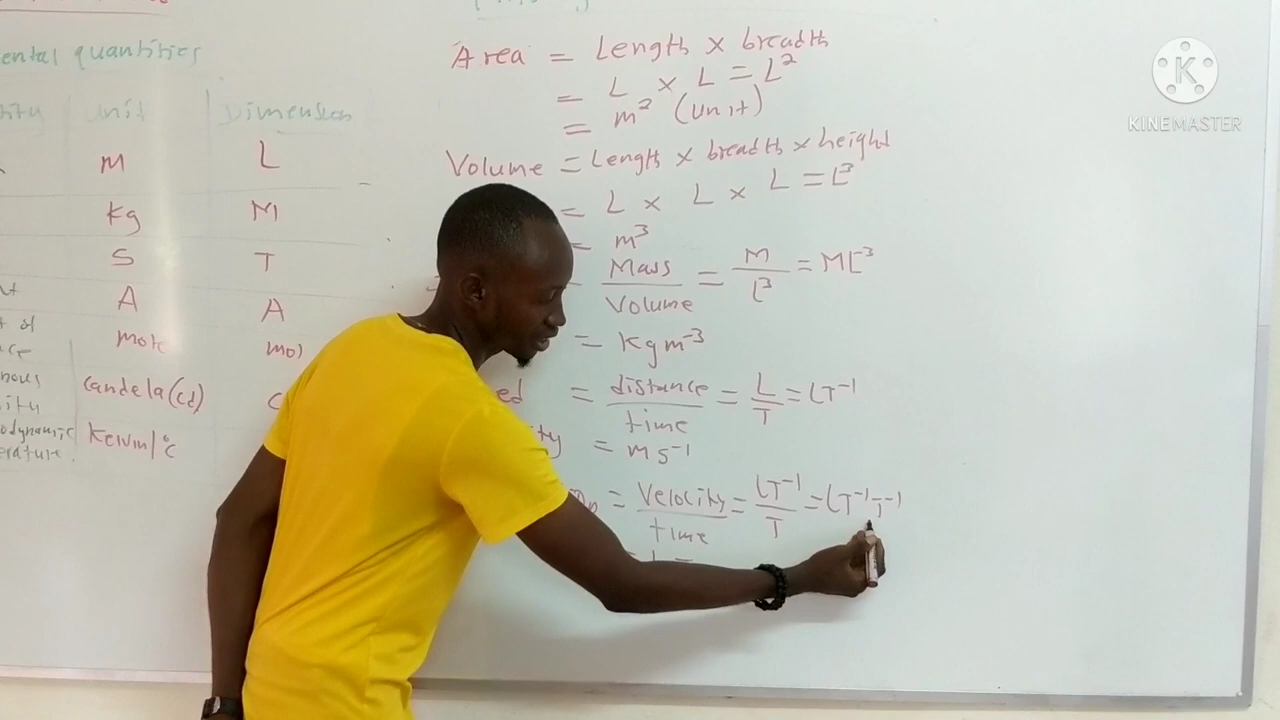 ental quantities
Unit Dimension
M L
Kg M
S T
A A
mole mol
candela(cd) C
Kelvin/°c
Area = Length × breadth
= L × L = L²
= m² (unit)
Volume = Length × breadth × height
= L × L × L = L³
= m³
Mass/Volume = M/L³ = ML⁻³
= Kgm⁻³
ed = distance/time = L/T = LT⁻¹
ity = ms⁻¹
= Velocity/time = LT⁻¹/T = LT⁻¹T⁻¹
KINEMASTER